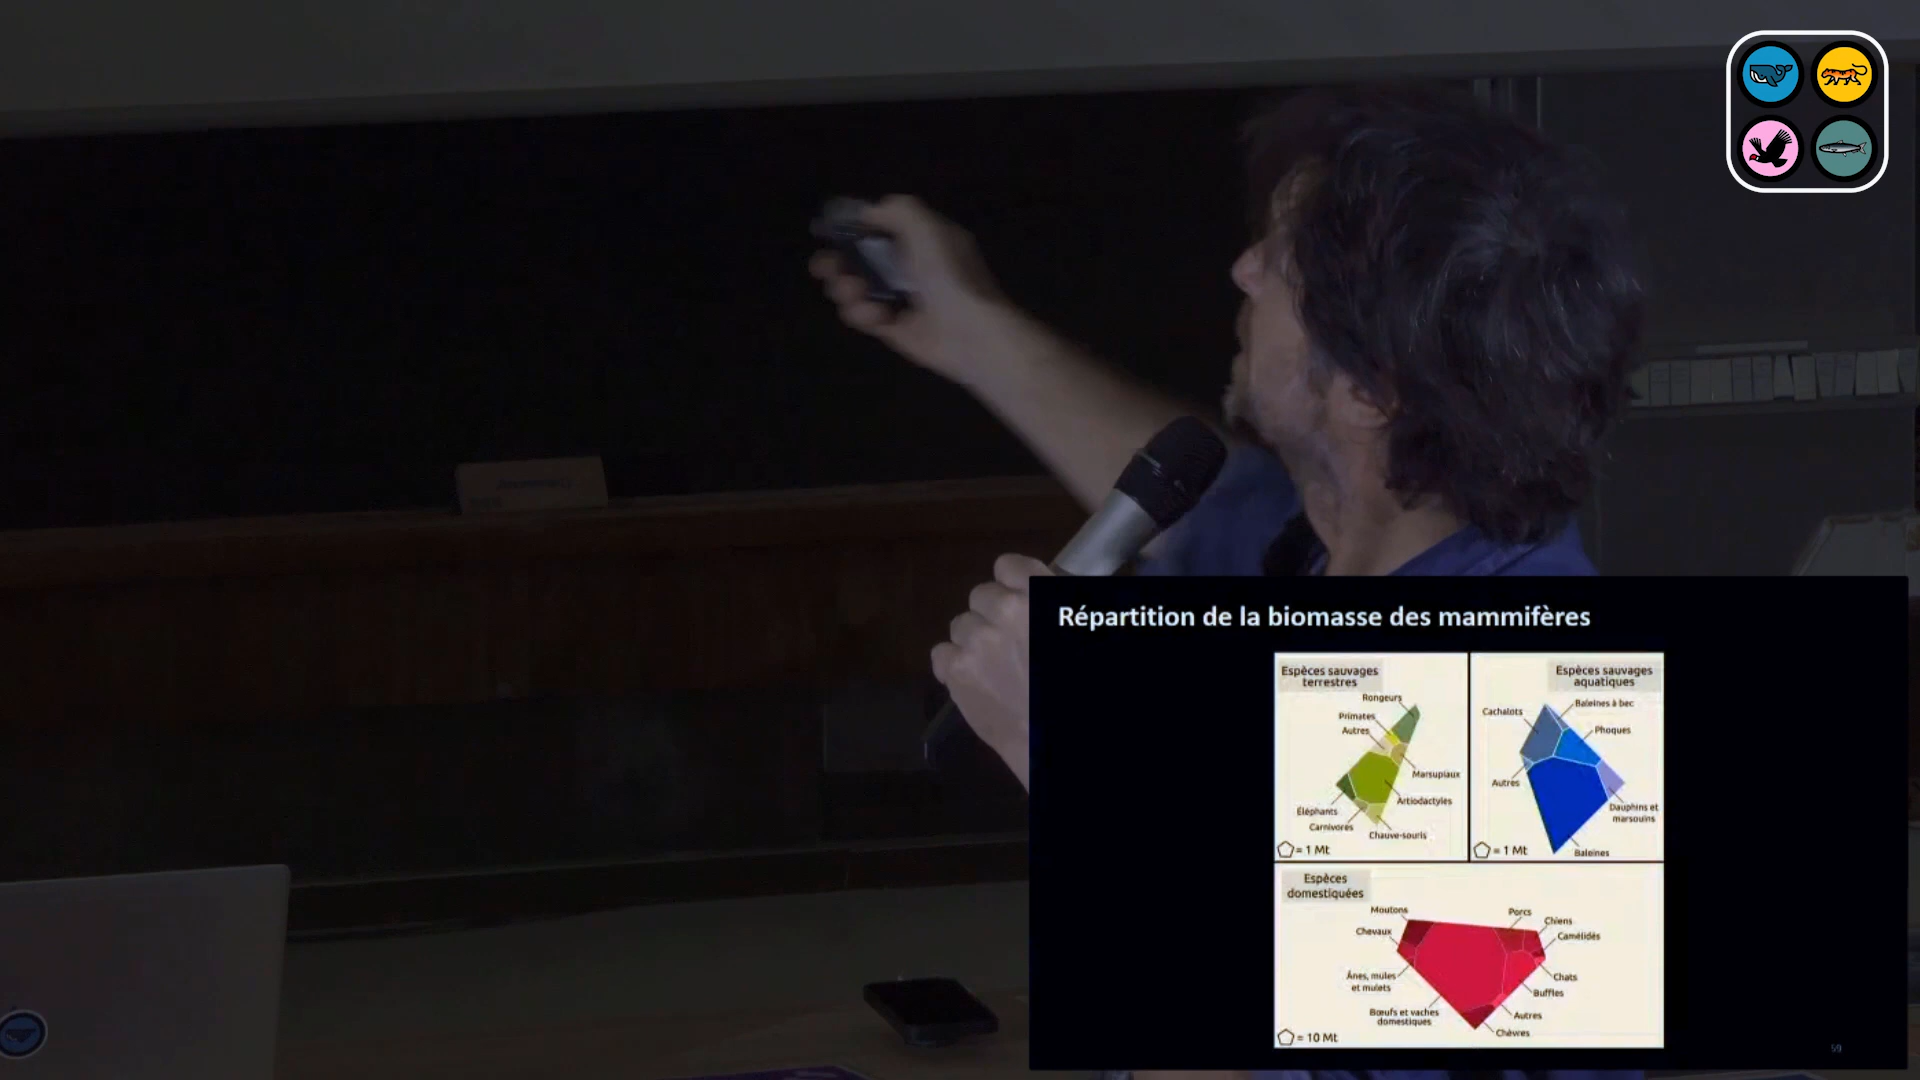 Répartition de la biomasse des mammifères
Espèces sauvages
terrestres
Rongeurs
Primates
Autres
Marsupiaux
Artiodactyles
Éléphants
Carnivores
Chauve-souris
= 1 Mt
Espèces sauvages
aquatiques
Baleines à bec
Cachalots
Phoques
Autres
Dauphins et
marsouins
Baleines
= 1 Mt
Espèces
domestiquées
Moutons
Porcs
Chiens
Chevaux
Camélidés
Ânes, mules
et mulets
Chats
Buffles
Bœufs et vaches
domestiques
Autres
Chèvres
= 10 Mt
59